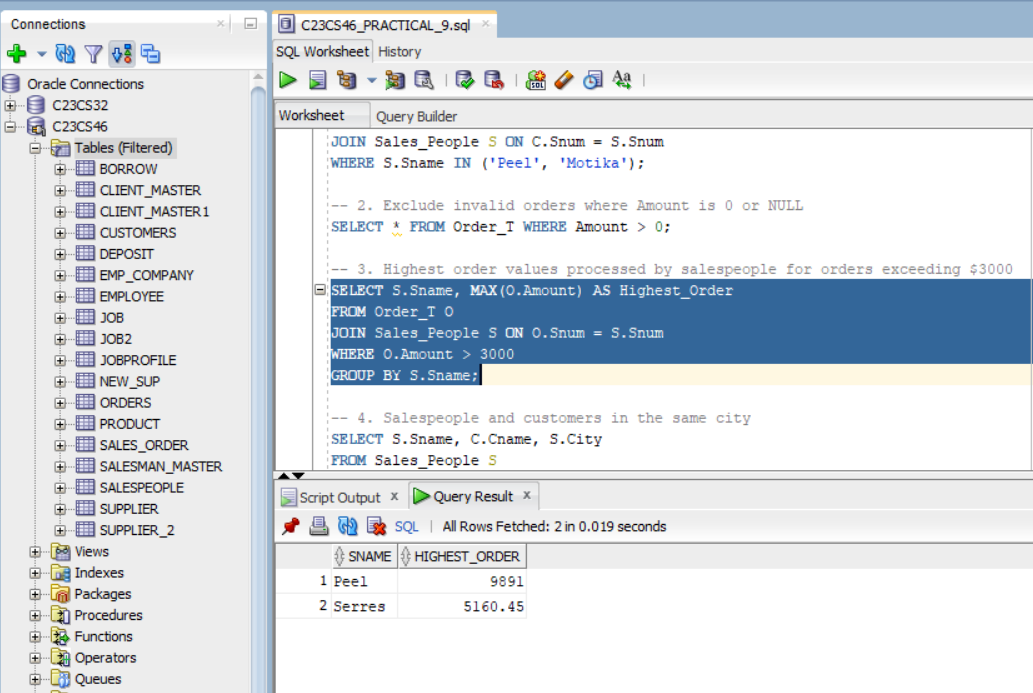 Connections
Oracle Connections
C23CS32
C23CS46
Tables (Filtered)
BORROW
CLIENT_MASTER
CLIENT_MASTER1
CUSTOMERS
DEPOSIT
EMP_COMPANY
EMPLOYEE
JOB
JOB2
JOBPROFILE
NEW_SUP
ORDERS
PRODUCT
SALES_ORDER
SALESMAN_MASTER
SALESPEOPLE
SUPPLIER
SUPPLIER_2
Views
Indexes
Packages
Procedures
Functions
Operators
Queues
C23CS46_PRACTICAL_9.sql
SQL Worksheet History
Worksheet Query Builder
JOIN Sales_People S ON C.Snum = S.Snum
WHERE S.Sname IN ('Peel', 'Motika');
-- 2. Exclude invalid orders where Amount is 0 or NULL
SELECT * FROM Order_T WHERE Amount > 0;
-- 3. Highest order values processed by salespeople for orders exceeding $3000
SELECT S.Sname, MAX(O.Amount) AS Highest_Order
FROM Order_T O
JOIN Sales_People S ON O.Snum = S.Snum
WHERE O.Amount > 3000
GROUP BY S.Sname;
-- 4. Salespeople and customers in the same city
SELECT S.Sname, C.Cname, S.City
FROM Sales_People S
Script Output x Query Result x
SQL | All Rows Fetched: 2 in 0.019 seconds
SNAME HIGHEST_ORDER
1 Peel 9891
2 Serres 5160.45